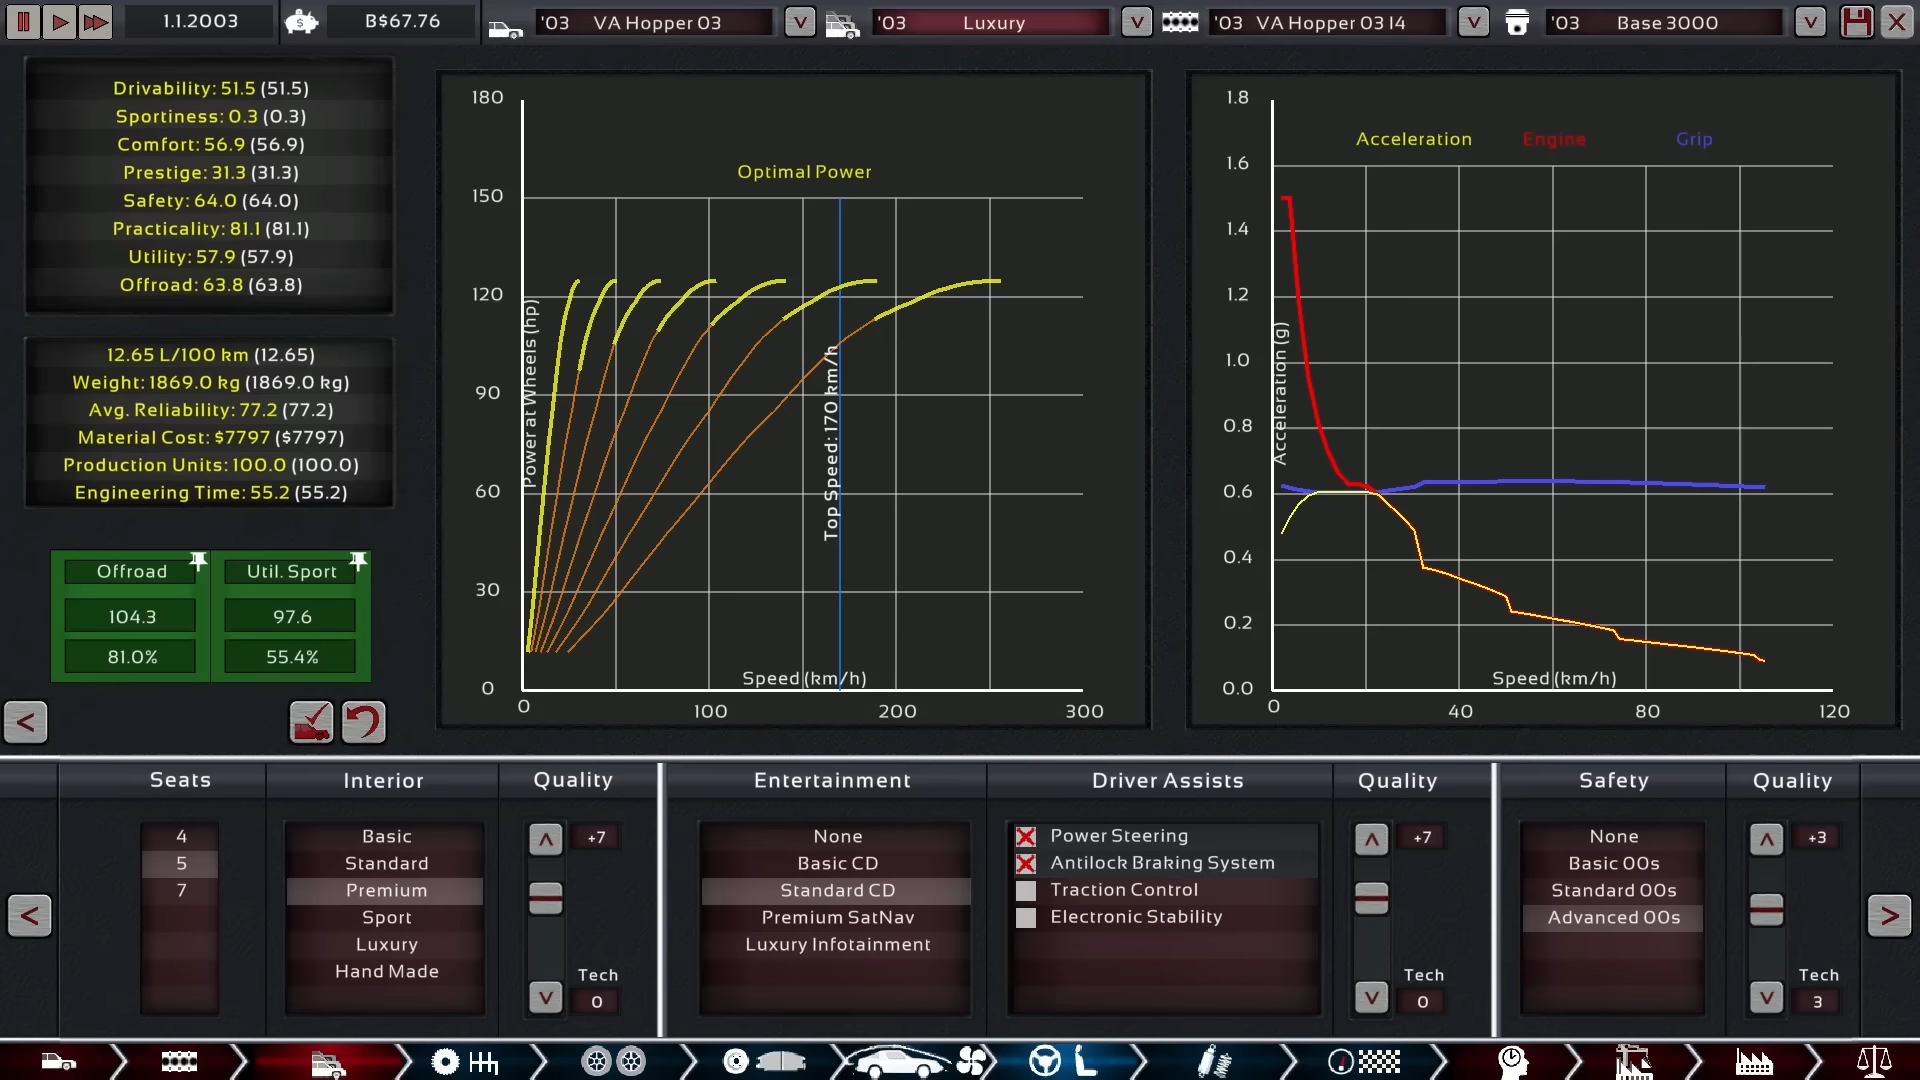 1.1.2003
B$67.76
'03 VA Hopper 03
'03 Luxury
'03 VA Hopper 03 I4
'03 Base 3000
Drivability: 51.5 (51.5)
Sportiness: 0.3 (0.3)
Comfort: 56.9 (56.9)
Prestige: 31.3 (31.3)
Safety: 64.0 (64.0)
Practicality: 81.1 (81.1)
Utility: 57.9 (57.9)
Offroad: 63.8 (63.8)
12.65 L/100 km (12.65)
Weight: 1869.0 kg (1869.0 kg)
Avg. Reliability: 77.2 (77.2)
Material Cost: $7797 ($7797)
Production Units: 100.0 (100.0)
Engineering Time: 55.2 (55.2)
Offroad
104.3
81.0%
Util. Sport
97.6
55.4%
180
150
120
90
60
30
0
Optimal Power
Power at Wheels (hp)
Top Speed: 170 km/h
Speed (km/h)
0 100 200 300
1.8
1.6
1.4
1.2
1.0
0.8
0.6
0.4
0.2
0.0
Acceleration Engine Grip
Acceleration (g)
Speed (km/h)
0 40 80 120
Seats
4
5
7
Interior
Basic
Standard
Premium
Sport
Luxury
Hand Made
Quality
+7
Tech
0
Entertainment
None
Basic CD
Standard CD
Premium SatNav
Luxury Infotainment
Driver Assists
Power Steering
Antilock Braking System
Traction Control
Electronic Stability
Quality
+7
Tech
0
Safety
None
Basic 00s
Standard 00s
Advanced 00s
Quality
+3
Tech
3